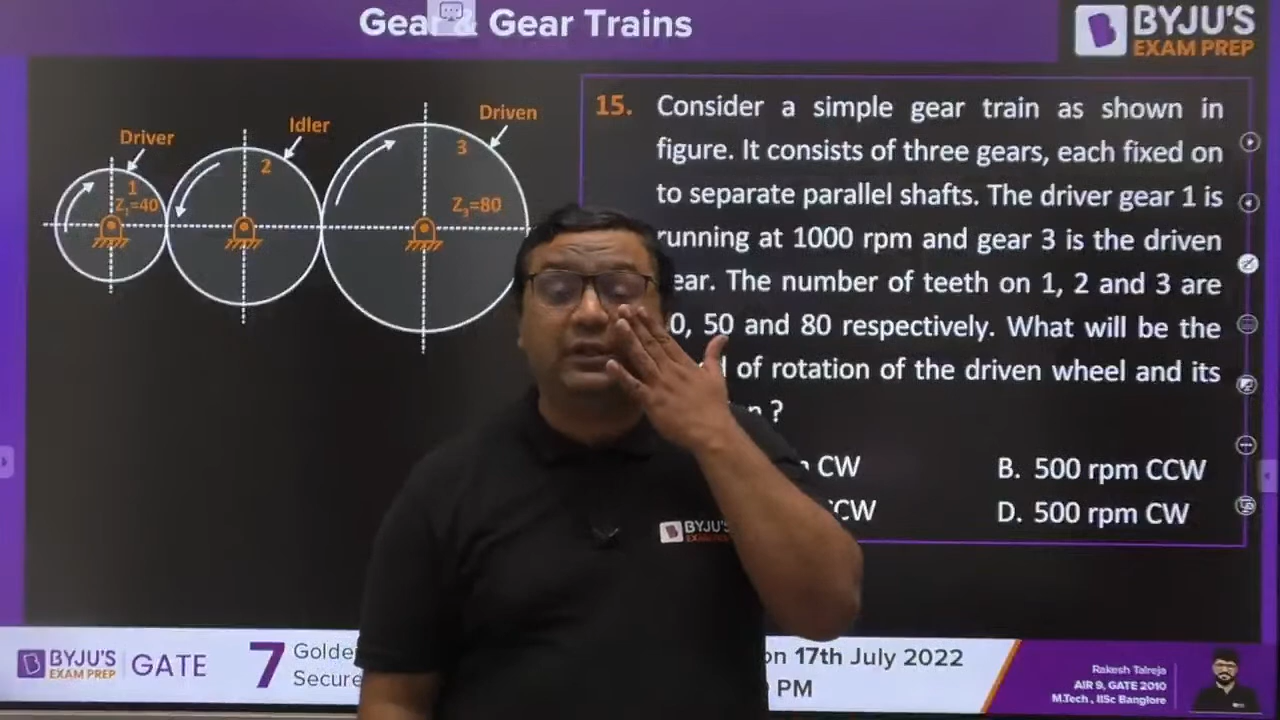 Gear & Gear Trains
BYJU'S
EXAM PREP
Driver
Idler
Driven
1
2
3
Z₁=40
Z₃=80
15. Consider a simple gear train as shown in
figure. It consists of three gears, each fixed on
to separate parallel shafts. The driver gear 1 is
running at 1000 rpm and gear 3 is the driven
ear. The number of teeth on 1, 2 and 3 are
0, 50 and 80 respectively. What will be the
of rotation of the driven wheel and its
?
CW
B. 500 rpm CCW
CW
D. 500 rpm CW
BYJU'S
BYJU'S
EXAM PREP
GATE
7
Golde
Secure
on 17th July 2022
PM
Rakesh Talreja
AIR 9, GATE 2010
M.Tech, IISc Banglore